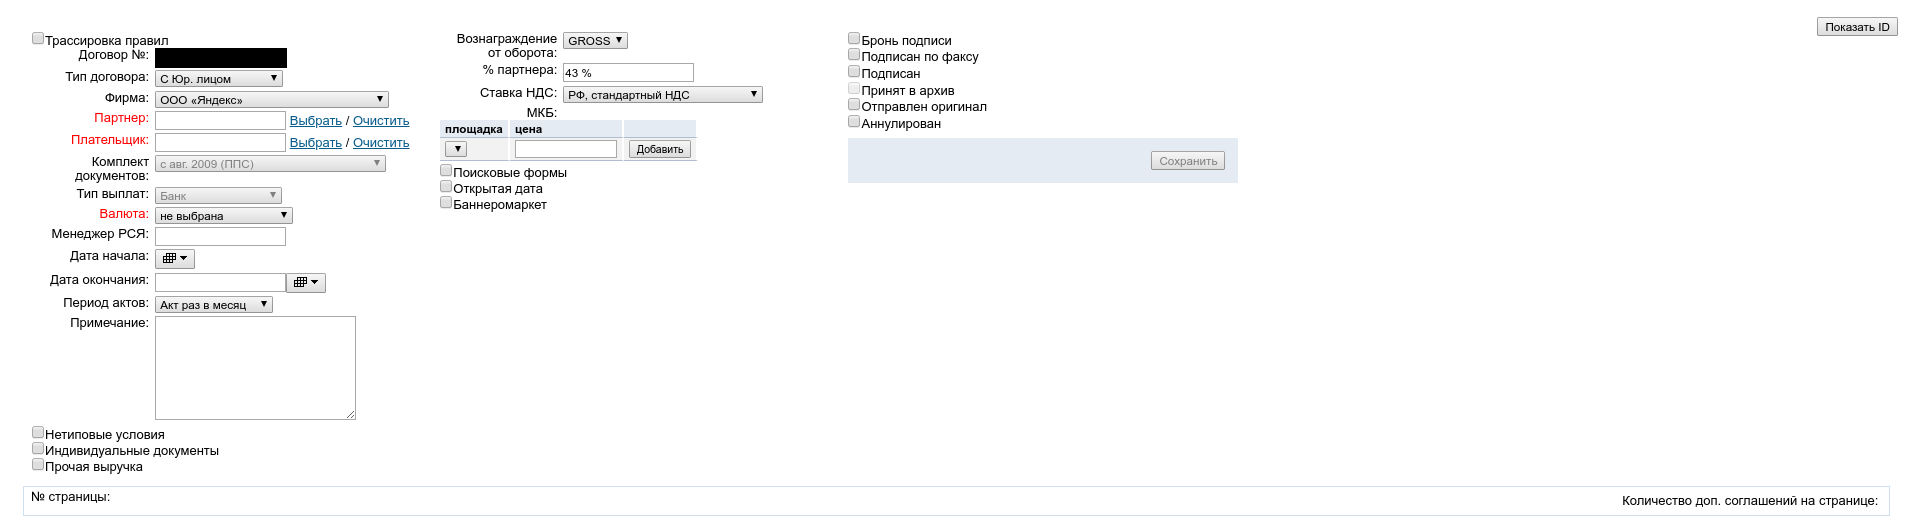 Показать ID
Трассировка правил
Договор №:
Тип договора: С Юр. лицом
Фирма: ООО «Яндекс»
Партнер: Выбрать / Очистить
Плательщик: Выбрать / Очистить
Комплект документов: с авг. 2009 (ППС)
Тип выплат: Банк
Валюта: не выбрана
Менеджер РСЯ:
Дата начала:
Дата окончания:
Период актов: Акт раз в месяц
Примечание:
Нетиповые условия
Индивидуальные документы
Прочая выручка
Вознаграждение
от оборота: GROSS
% партнера: 43 %
Ставка НДС: РФ, стандартный НДС
МКБ:
площадка цена
Добавить
Поисковые формы
Открытая дата
Баннеромаркет
Бронь подписи
Подписан по факсу
Подписан
Принят в архив
Отправлен оригинал
Аннулирован
Сохранить
№ страницы:
Количество доп. соглашений на странице: